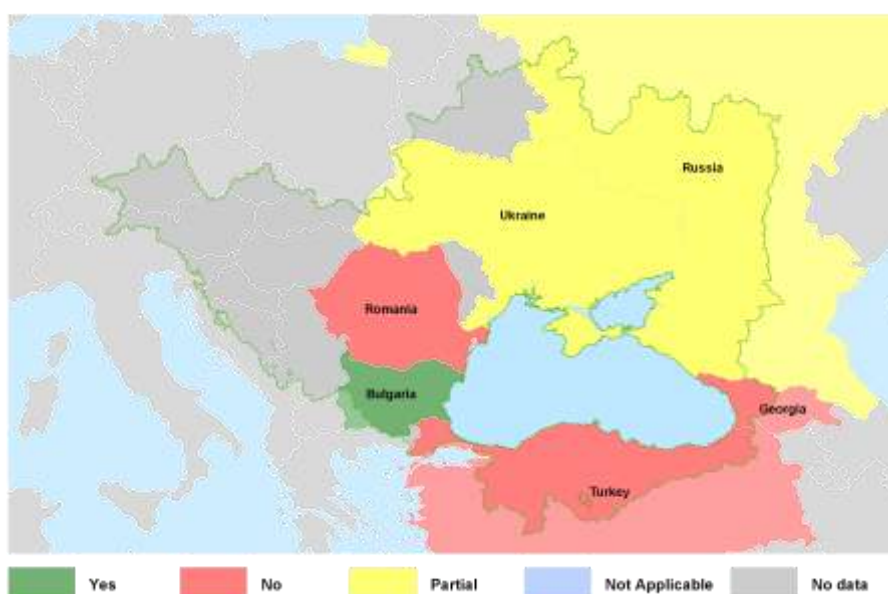 Russia
Ukraine
Romania
Bulgaria
Georgia
Turkey
Yes No Partial Not Applicable No data